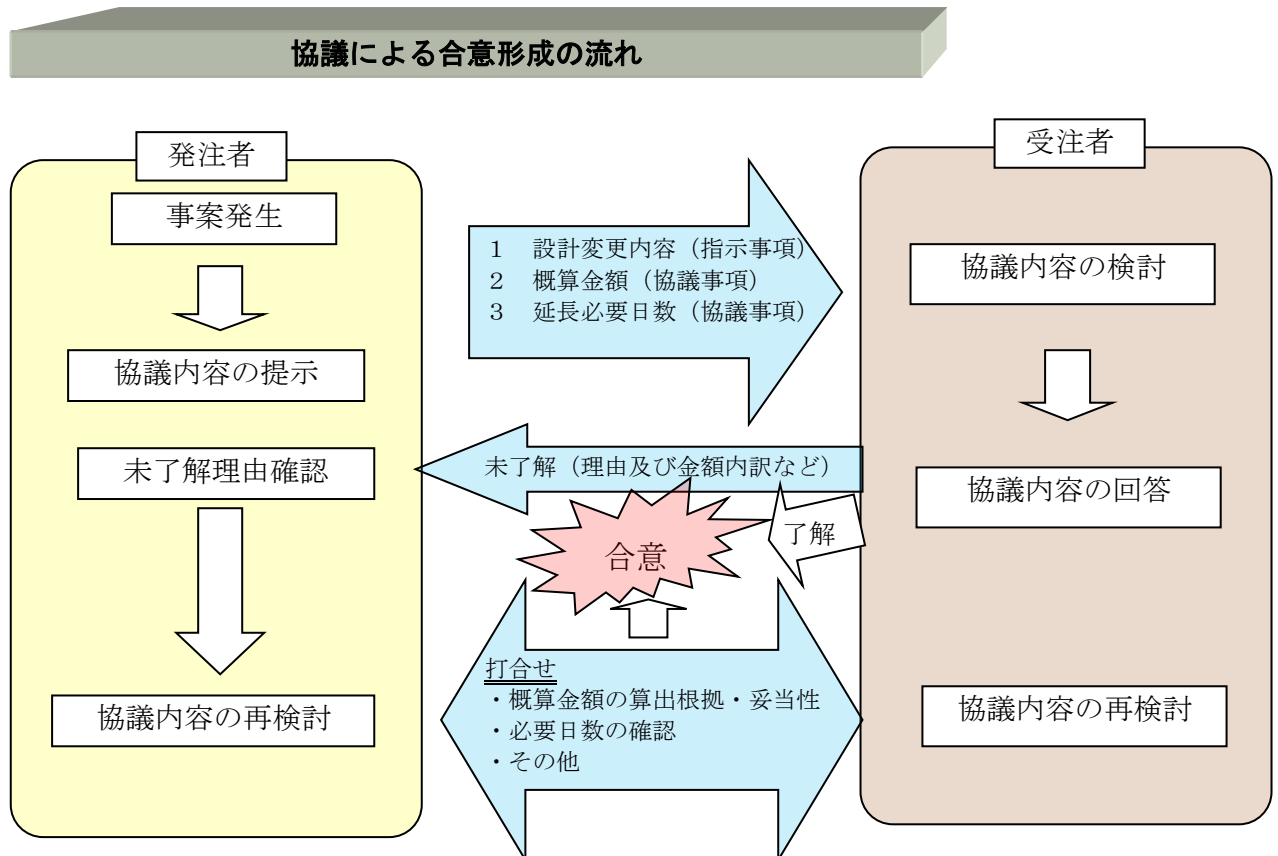 協議による合意形成の流れ
発注者
事案発生
協議内容の提示
未了解理由確認
協議内容の再検討
1 設計変更内容（指示事項）
2 概算金額（協議事項）
3 延長必要日数（協議事項）
未了解（理由及び金額内訳など）
了解
合意
打合せ
・概算金額の算出根拠・妥当性
・必要日数の確認
・その他
受注者
協議内容の検討
協議内容の回答
協議内容の再検討